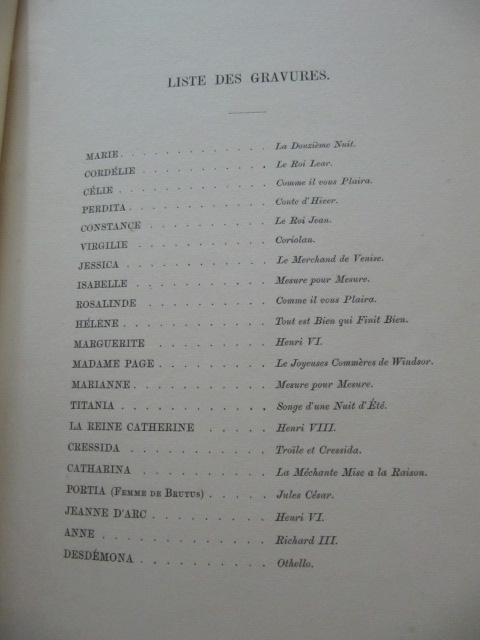 LISTE DES GRAVURES.
MARIE . . . . . . . . . . . . . La Douzième Nuit.
CORDÉLIE . . . . . . . . . . . Le Roi Lear.
CÉLIE . . . . . . . . . . . . . Comme il vous Plaira.
PERDITA . . . . . . . . . . . . Conte d'Hiver.
CONSTANCE . . . . . . . . . . Le Roi Jean.
VIRGILIE . . . . . . . . . . . Coriolan.
JESSICA . . . . . . . . . . . . Le Merchand de Venise.
ISABELLE . . . . . . . . . . . Mesure pour Mesure.
ROSALINDE . . . . . . . . . . Comme il vous Plaira.
HÉLÈNE . . . . . . . . . . . . Tout est Bien qui Finit Bien.
MARGUERITE . . . . . . . . . Henri VI.
MADAME PAGE . . . . . . . . . Le Joyeuses Commères de Windsor.
MARIANNE . . . . . . . . . . . Mesure pour Mesure.
TITANIA . . . . . . . . . . . . Songe d'une Nuit d'Été.
LA REINE CATHERINE . . . . . Henri VIII.
CRESSIDA . . . . . . . . . . . Troïle et Cressida.
CATHARINA . . . . . . . . . . La Méchante Mise a la Raison.
PORTIA (FEMME DE BRUTUS) . . . . . Jules César.
JEANNE D'ARC . . . . . . . . . Henri VI.
ANNE . . . . . . . . . . . . . Richard III.
DESDÉMONA . . . . . . . . . . Othello.